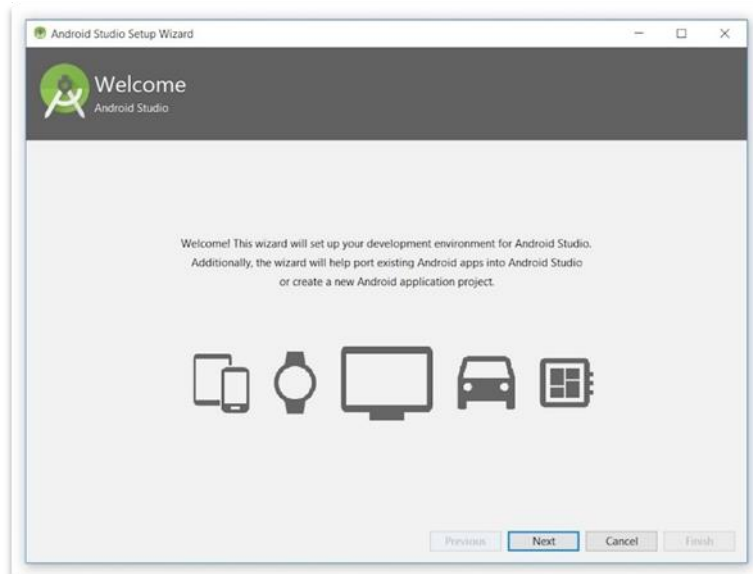 Android Studio Setup Wizard
Welcome
Android Studio
Welcome! This wizard will set up your development environment for Android Studio.
Additionally, the wizard will help port existing Android apps into Android Studio
or create a new Android application project.
Previous Next Cancel Finish